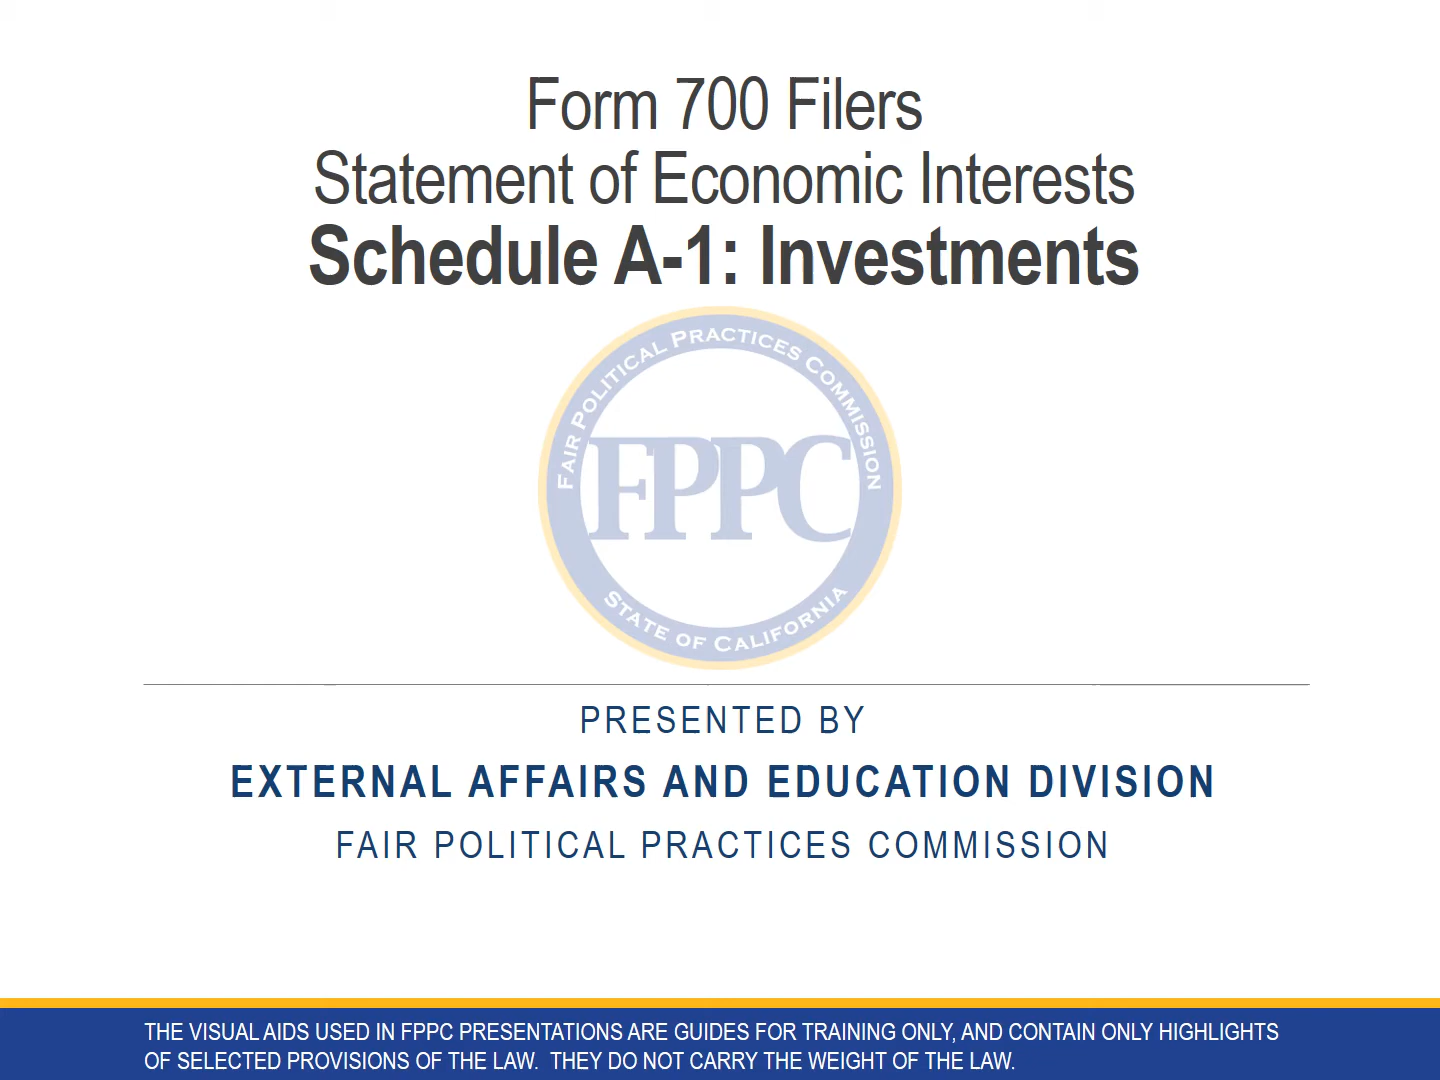 Form 700 Filers
Statement of Economic Interests
Schedule A-1: Investments
FAIR POLITICAL PRACTICES COMMISSION
FPPC
STATE OF CALIFORNIA
PRESENTED BY
EXTERNAL AFFAIRS AND EDUCATION DIVISION
FAIR POLITICAL PRACTICES COMMISSION
THE VISUAL AIDS USED IN FPPC PRESENTATIONS ARE GUIDES FOR TRAINING ONLY, AND CONTAIN ONLY HIGHLIGHTS
OF SELECTED PROVISIONS OF THE LAW.  THEY DO NOT CARRY THE WEIGHT OF THE LAW.